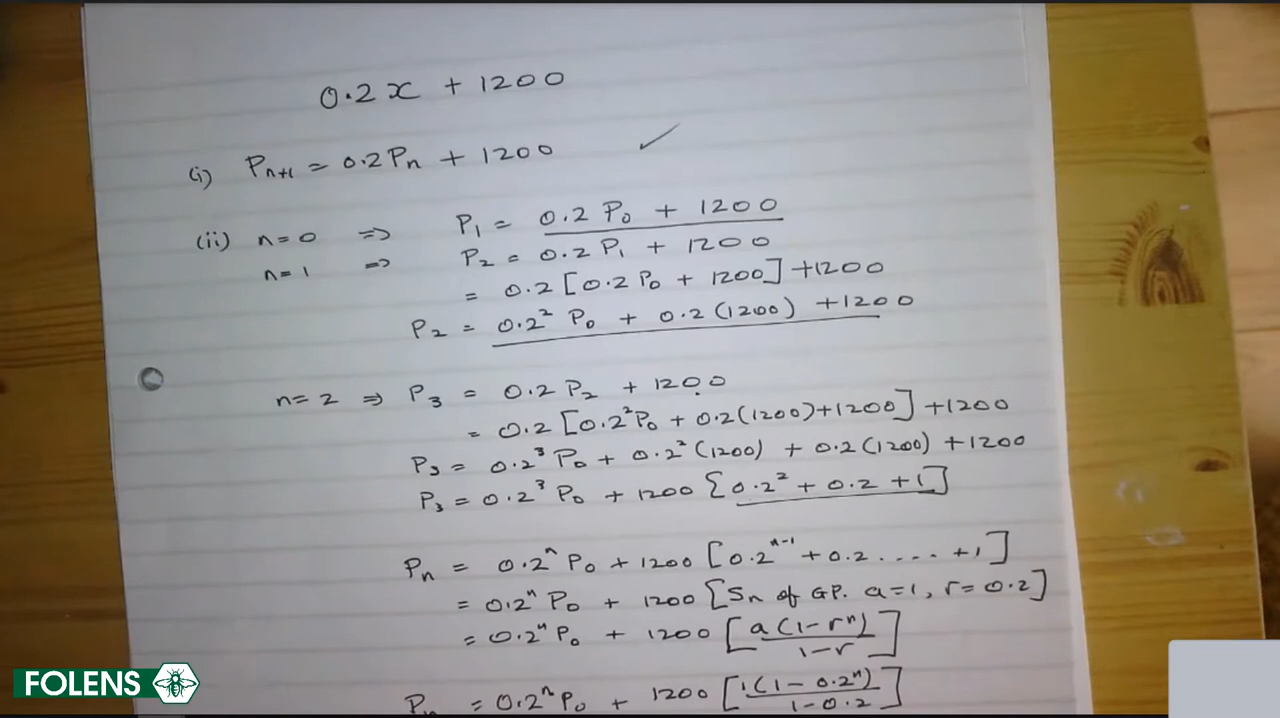 0.2x + 1200
(i) Pn+1 = 0.2Pn + 1200 ✓
(ii) n=0 => P1 = 0.2 P0 + 1200
n=1 => P2 = 0.2 P1 + 1200
= 0.2[0.2 P0 + 1200] +1200
P2 = 0.2² P0 + 0.2(1200) +1200
n=2 => P3 = 0.2 P2 + 1200
= 0.2 [0.2²P0 + 0.2(1200)+1200] +1200
P3 = 0.2³ P0 + 0.2²(1200) + 0.2(1200) +1200
P3 = 0.2³ P0 + 1200 [0.2² + 0.2 +1]
Pn = 0.2ⁿ P0 + 1200 [0.2ⁿ⁻¹ + 0.2 ..... +1]
= 0.2ⁿ P0 + 1200 [Sn of GP. a=1, r=0.2]
= 0.2ⁿ P0 + 1200 [a(1-rⁿ)/1-r]
Pn = 0.2ⁿ P0 + 1200 [1(1-0.2ⁿ)/1-0.2]
FOLENS